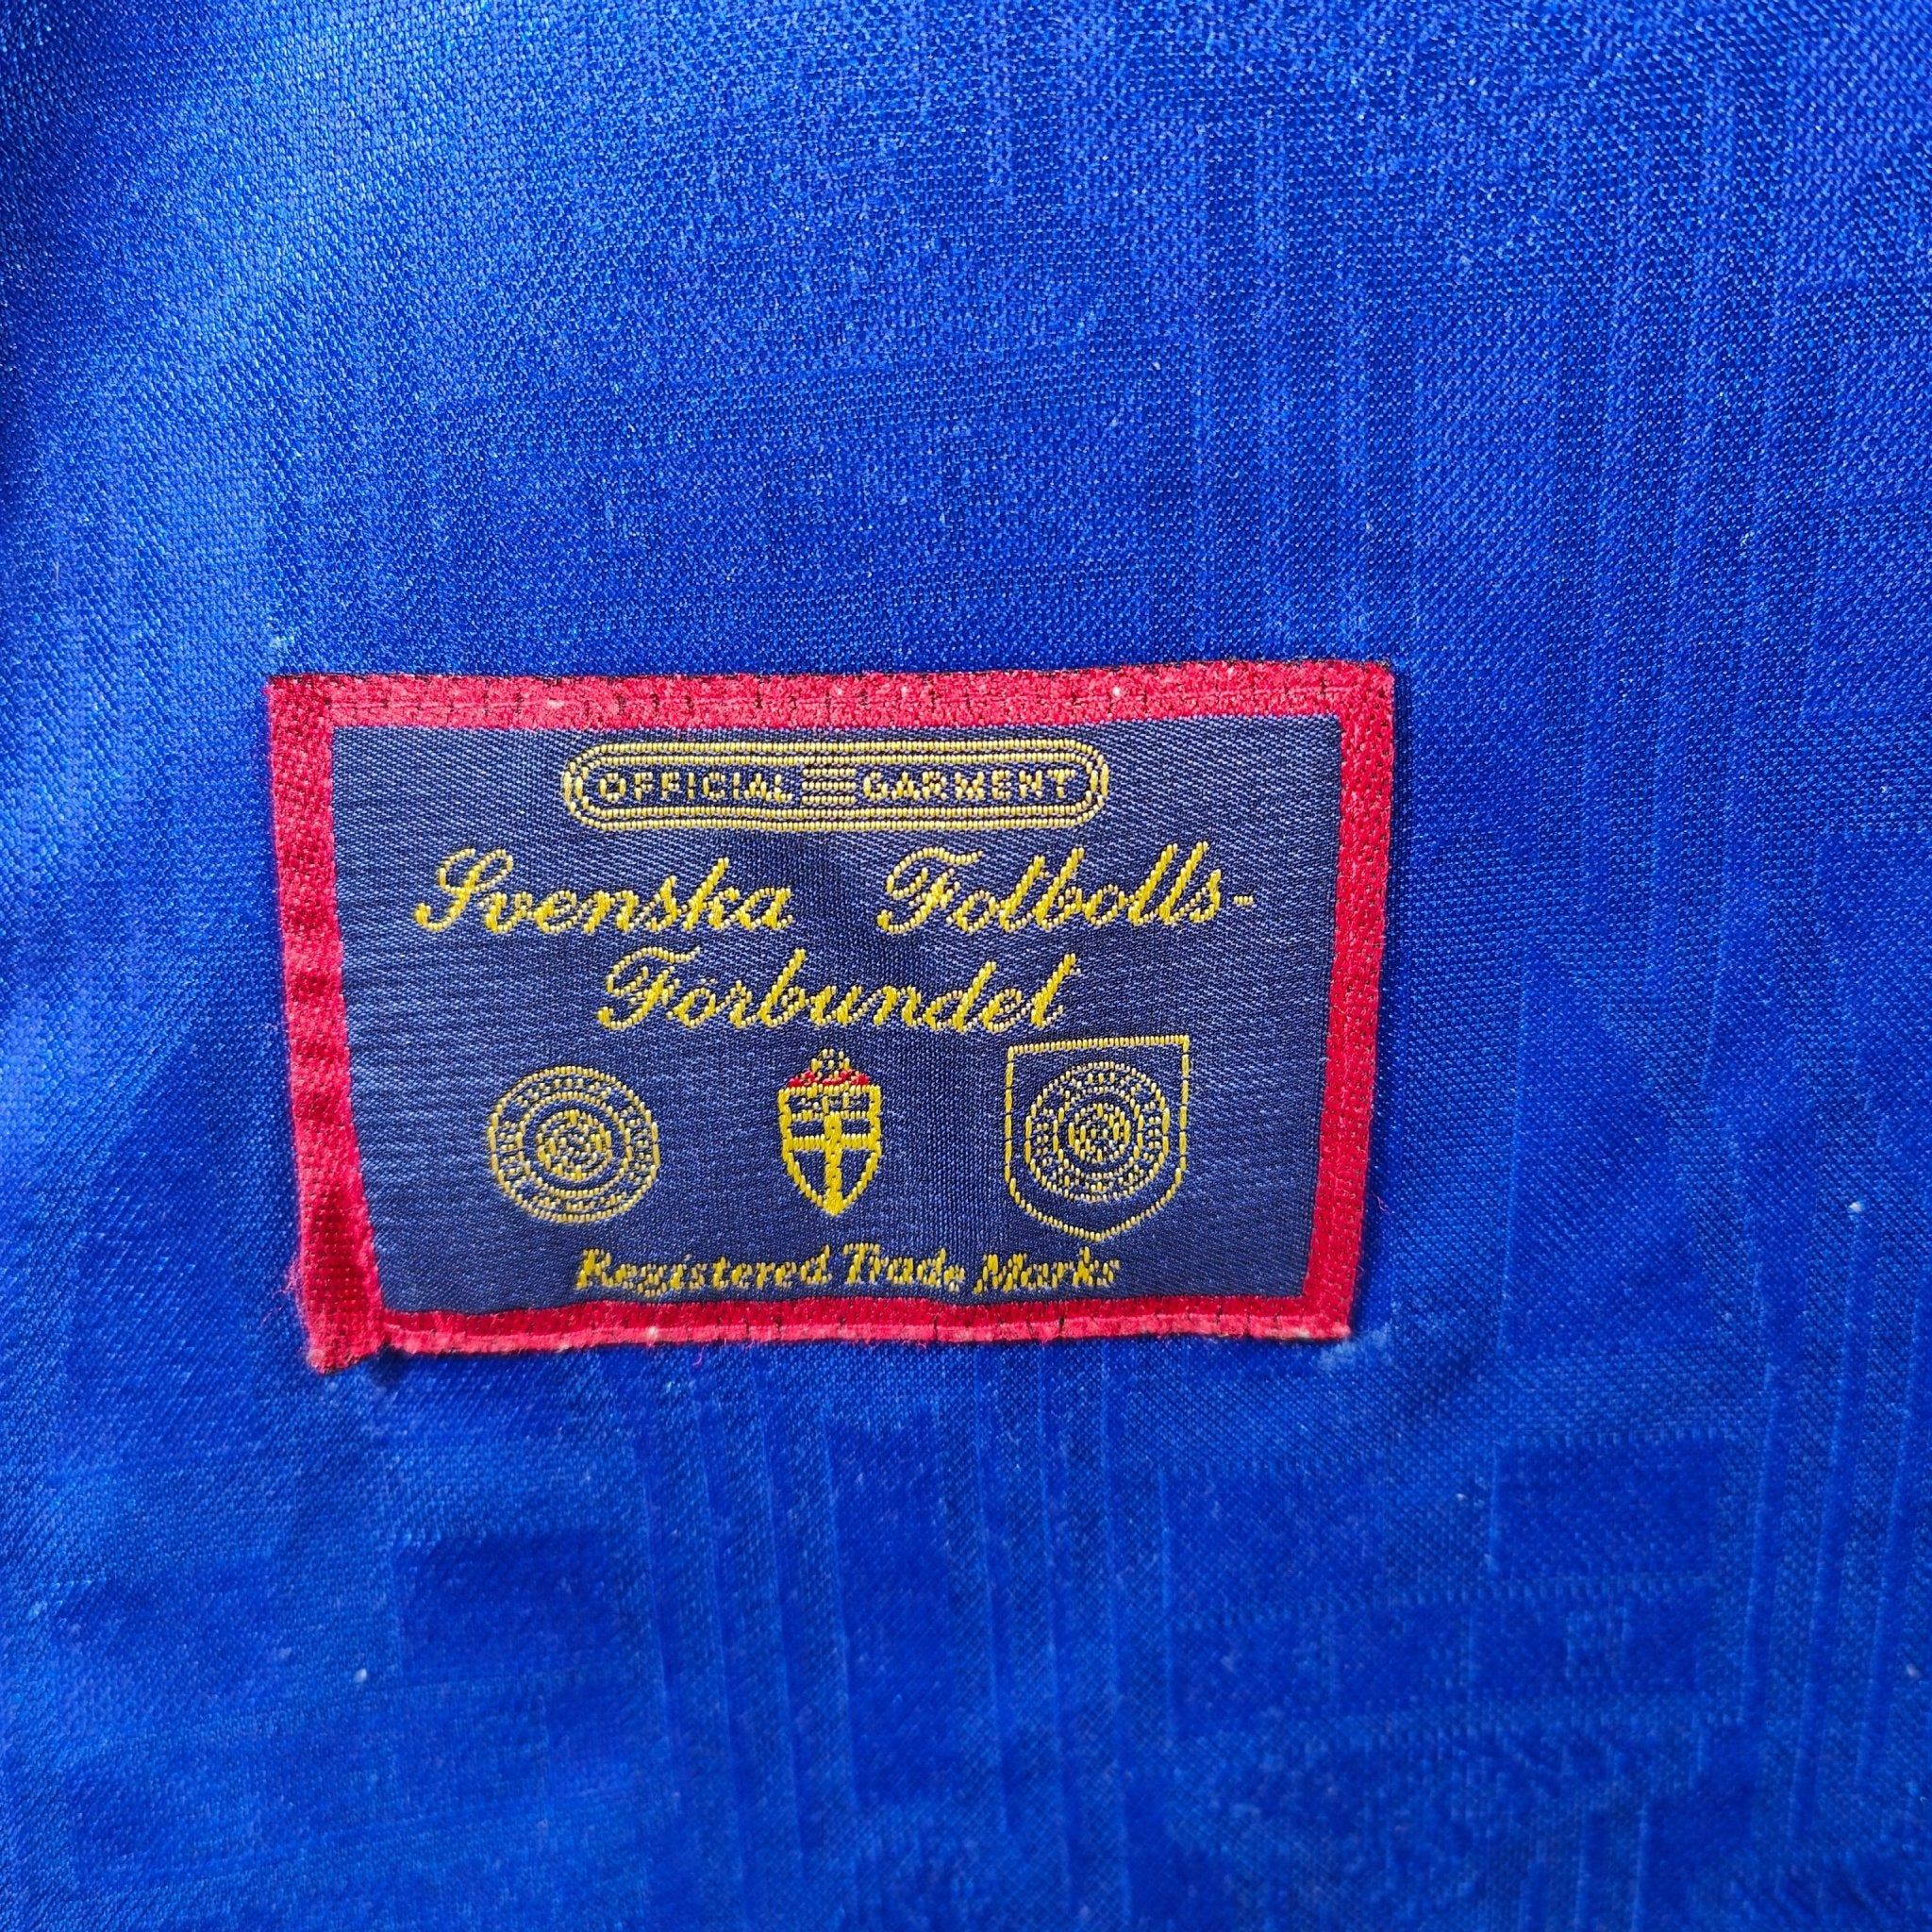 OFFICIAL GARMENT
Svenska Fotbolls-
Förbundet
Registered Trade Marks